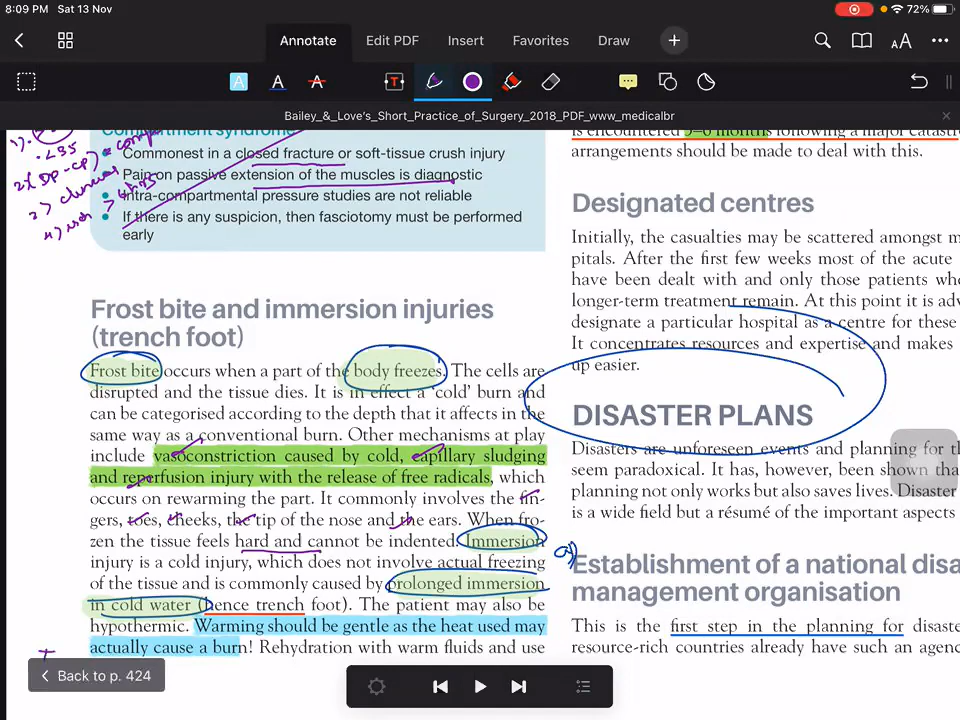 8:09 PM Sat 13 Nov
72%
Annotate Edit PDF Insert Favorites Draw
Bailey_&_Love's_Short_Practice_of_Surgery_2018_PDF_www_medicalbr
Compartment syndrome
Commonest in a closed fracture or soft-tissue crush injury
Pain on passive extension of the muscles is diagnostic
Intra-compartmental pressure studies are not reliable
If there is any suspicion, then fasciotomy must be performed
early
Frost bite and immersion injuries
(trench foot)
Frost bite occurs when a part of the body freezes. The cells are
disrupted and the tissue dies. It is in effect a 'cold' burn and
can be categorised according to the depth that it affects in the
same way as a conventional burn. Other mechanisms at play
include vasoconstriction caused by cold, capillary sludging
and reperfusion injury with the release of free radicals, which
occurs on rewarming the part. It commonly involves the fin-
gers, toes, cheeks, the tip of the nose and the ears. When fro-
zen the tissue feels hard and cannot be indented. Immersion
injury is a cold injury, which does not involve actual freezing
of the tissue and is commonly caused by prolonged immersion
in cold water (hence trench foot). The patient may also be
hypothermic. Warming should be gentle as the heat used may
actually cause a burn! Rehydration with warm fluids and use
is encountered 3–6 months following a major catast
arrangements should be made to deal with this.
Designated centres
Initially, the casualties may be scattered amongst m
pitals. After the first few weeks most of the acute
have been dealt with and only those patients wh
longer-term treatment remain. At this point it is adv
designate a particular hospital as a centre for these
It concentrates resources and expertise and makes
up easier.
DISASTER PLANS
Disasters are unforeseen events and planning for th
seem paradoxical. It has, however, been shown tha
planning not only works but also saves lives. Disaster
is a wide field but a résumé of the important aspects
Establishment of a national disa
management organisation
This is the first step in the planning for disaste
resource-rich countries already have such an agenc
Back to p. 424